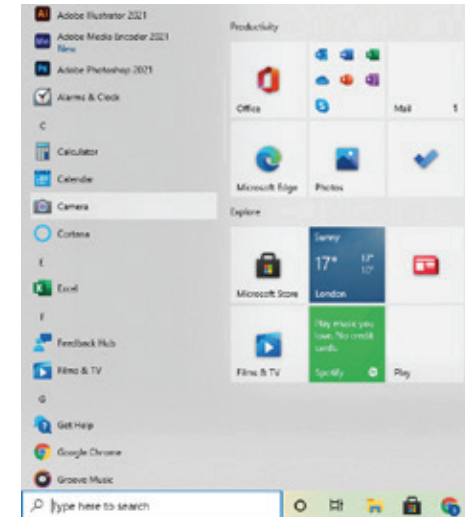 Adobe Illustrator 2021
Adobe Media Encoder 2021
New
Adobe Photoshop 2021
Alarms & Clock
C
Calculator
Calendar
Camera
Cortana
E
Excel
F
Feedback Hub
Films & TV
G
Get Help
Google Chrome
Groove Music
Type here to search
Productivity
Office
Mail 1
Microsoft Edge
Photos
Explore
Microsoft Store
Sunny
17°
17°
10°
London
Films & TV
Play music you
love. No credit
cards.
Spotify
Play